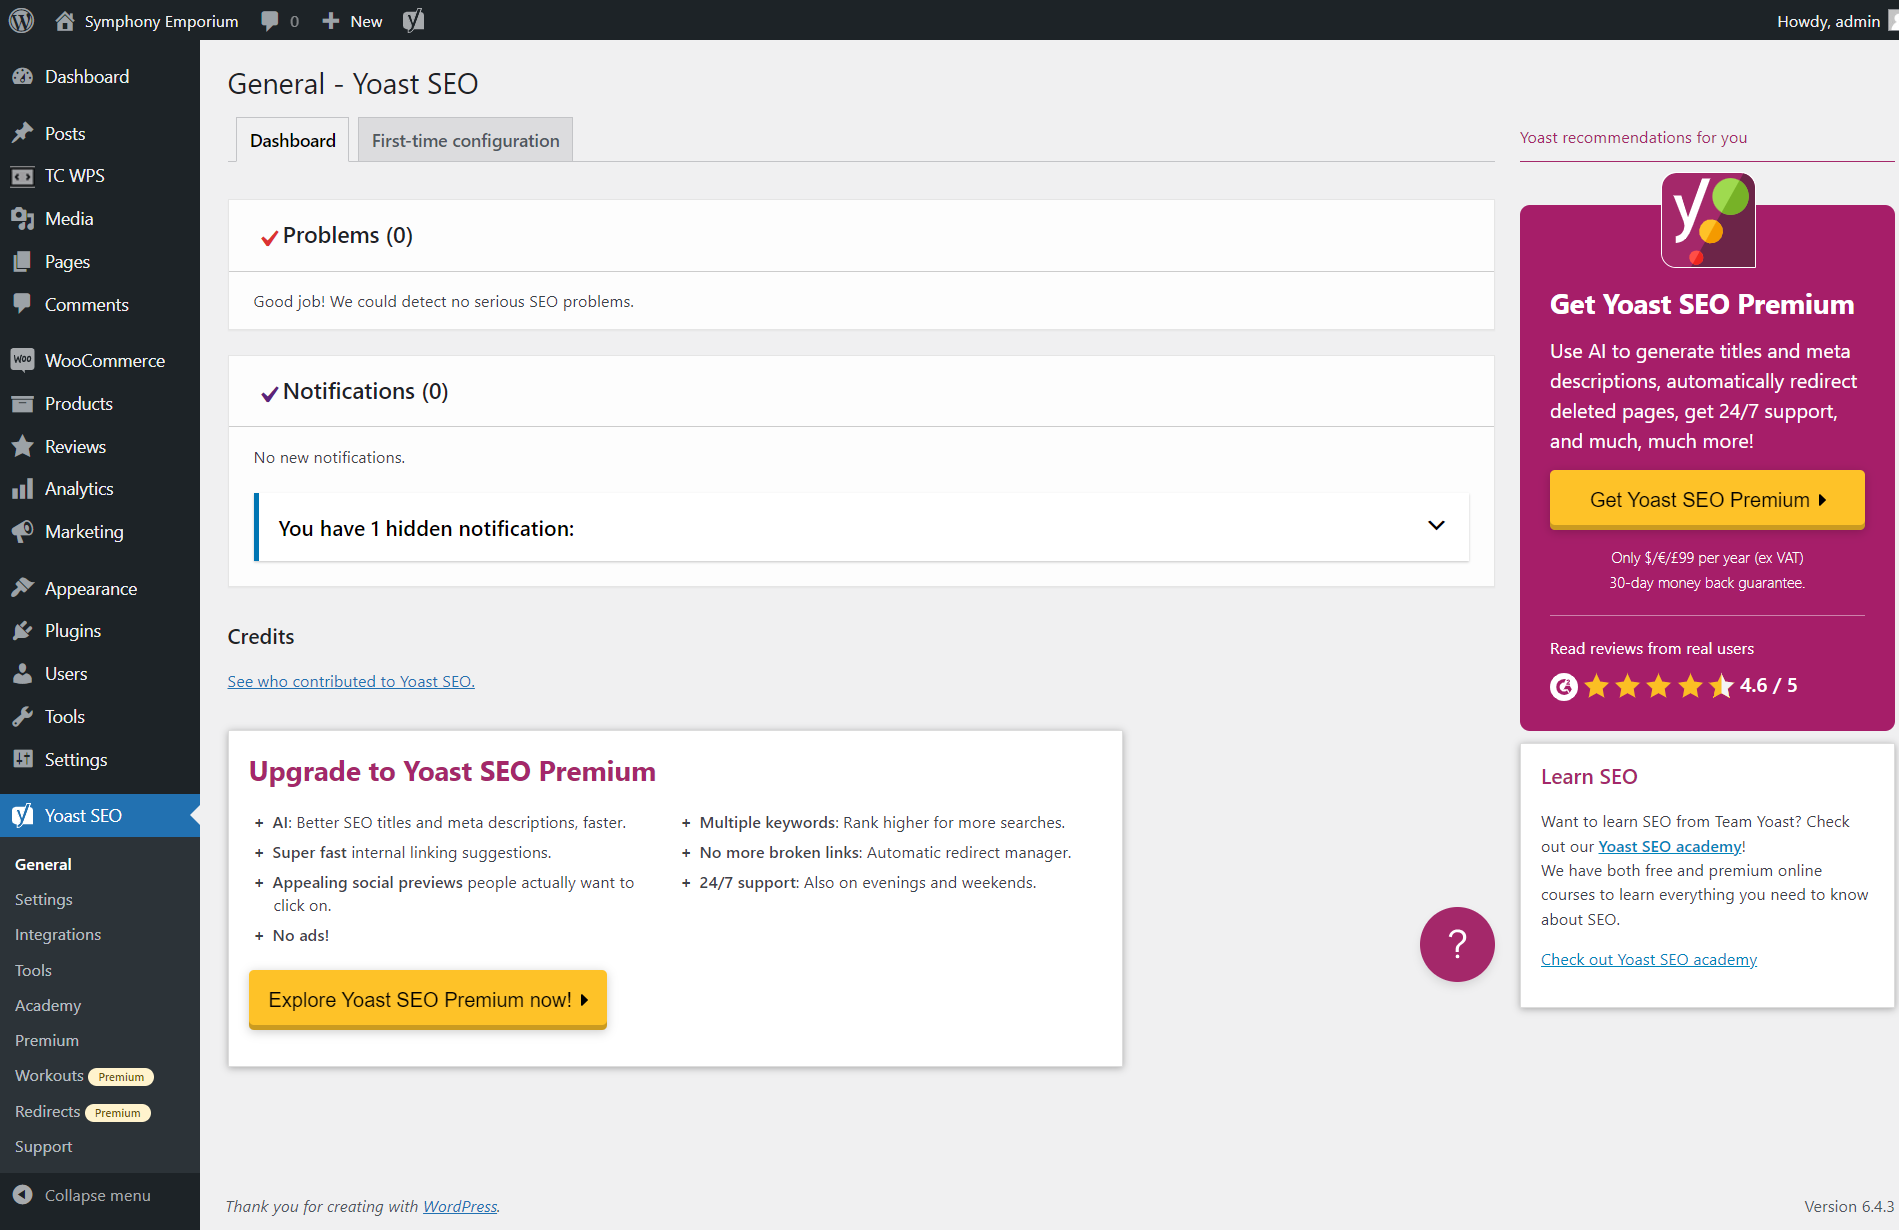 Symphony Emporium
0
New
Howdy, admin
Dashboard
Posts
TC WPS
Media
Pages
Comments
Woo
WooCommerce
Products
Reviews
Analytics
Marketing
Appearance
Plugins
Users
Tools
Settings
Yoast SEO
General
Settings
Integrations
Tools
Academy
Premium
Workouts Premium
Redirects Premium
Support
Collapse menu
General - Yoast SEO
Dashboard
First-time configuration
Problems (0)
Good job! We could detect no serious SEO problems.
Notifications (0)
No new notifications.
You have 1 hidden notification:
Credits
See who contributed to Yoast SEO.
Upgrade to Yoast SEO Premium
+ AI: Better SEO titles and meta descriptions, faster.
+ Super fast internal linking suggestions.
+ Appealing social previews people actually want to
click on.
+ No ads!
+ Multiple keywords: Rank higher for more searches.
+ No more broken links: Automatic redirect manager.
+ 24/7 support: Also on evenings and weekends.
Explore Yoast SEO Premium now!
?
Yoast recommendations for you
y
Get Yoast SEO Premium
Use AI to generate titles and meta
descriptions, automatically redirect
deleted pages, get 24/7 support,
and much, much more!
Get Yoast SEO Premium
Only $/€/£99 per year (ex VAT)
30-day money back guarantee.
Read reviews from real users
4.6 / 5
Learn SEO
Want to learn SEO from Team Yoast? Check
out our Yoast SEO academy!
We have both free and premium online
courses to learn everything you need to know
about SEO.
Check out Yoast SEO academy
Thank you for creating with WordPress.
Version 6.4.3